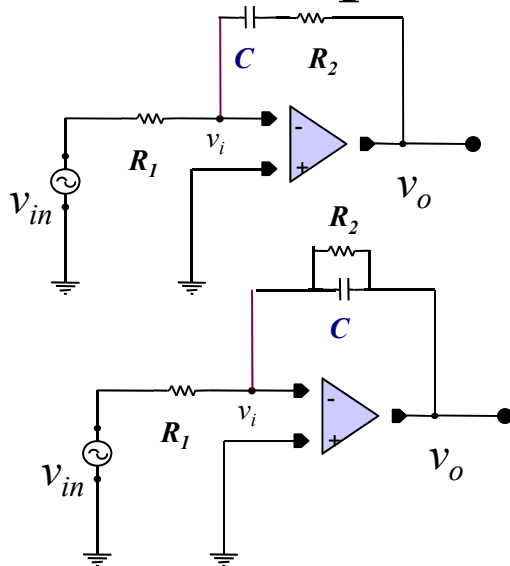 C R₂
-
R₁ vᵢ
+
vᵢₙ vₒ
R₂
C
-
R₁ vᵢ
+
vᵢₙ vₒ